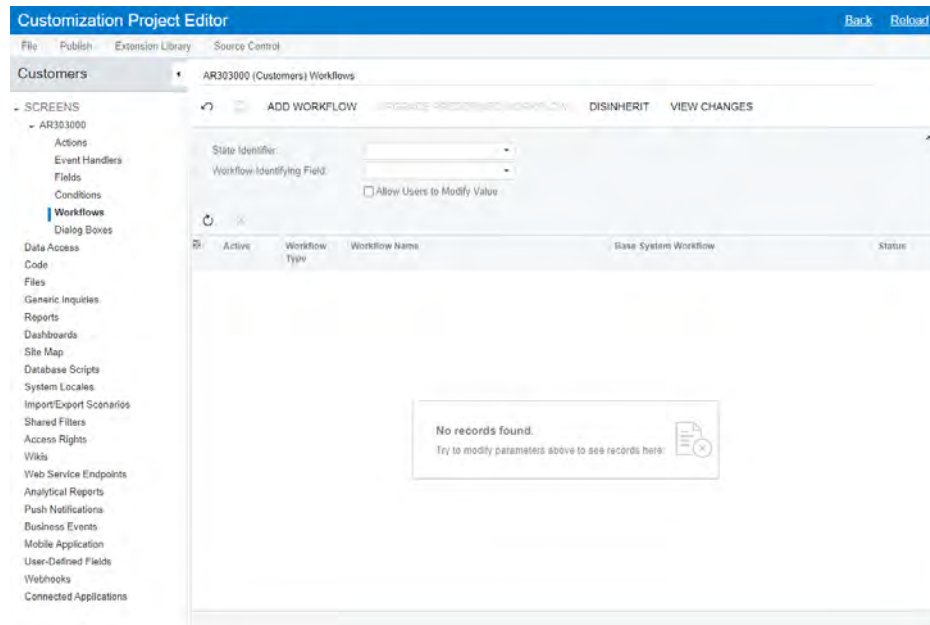 Customization Project Editor
Back Reload
File Publish Extension Library Source Control
Customers
AR303000 (Customers) Workflows
ADD WORKFLOW UPGRADE PREDEFINED WORKFLOW DISINHERIT VIEW CHANGES
SCREENS
AR303000
Actions
Event Handlers
Fields
Conditions
Workflows
Dialog Boxes
Data Access
Code
Files
Generic Inquiries
Reports
Dashboards
Site Map
Database Scripts
System Locales
Import/Export Scenarios
Shared Filters
Access Rights
Wikis
Web Service Endpoints
Analytical Reports
Push Notifications
Business Events
Mobile Application
User-Defined Fields
Webhooks
Connected Applications
State Identifier:
Workflow-Identifying Field:
Allow Users to Modify Value
Active Workflow Type Workflow Name Base System Workflow Status
No records found.
Try to modify parameters above to see records here.